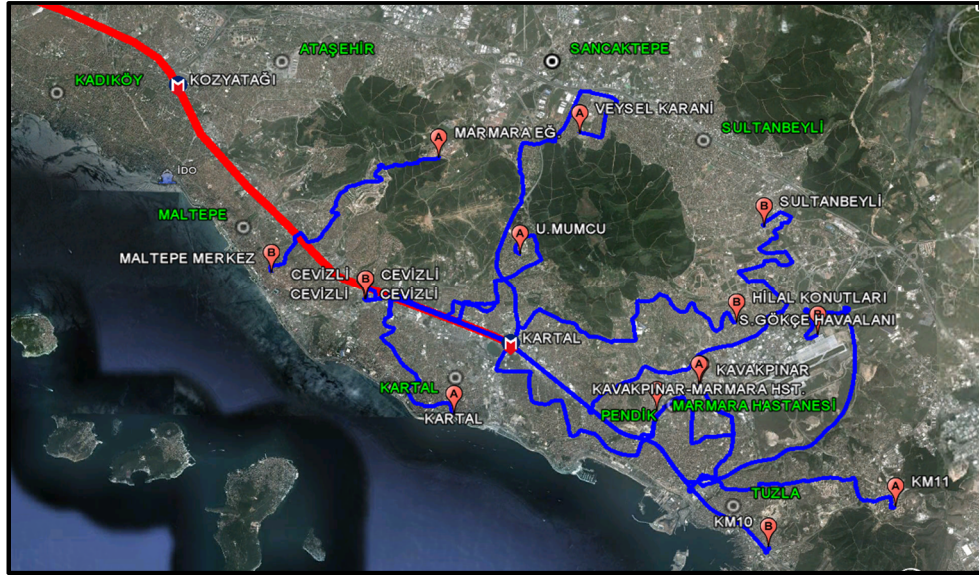 ATAŞEHİR
SANCAKTEPE
KADIKÖY
M KOZYATAĞI
A VEYSEL KARANİ
A MARMARA EĞ.
SULTANBEYLİ
İDO
B SULTANBEYLİ
MALTEPE
A U.MUMCU
MALTEPE MERKEZ B
CEVİZLİ B CEVİZLİ
CEVİZLİ CEVİZLİ
B HİLAL KONUTLARI
S.GÖKÇE HAVAALANI
M KARTAL
A KAVAKPINAR
KARTAL
KAVAKPINAR-MARMARA HST.
A KARTAL
PENDİK
MARMARA HASTANESİ
A KM11
TUZLA
KM10 B